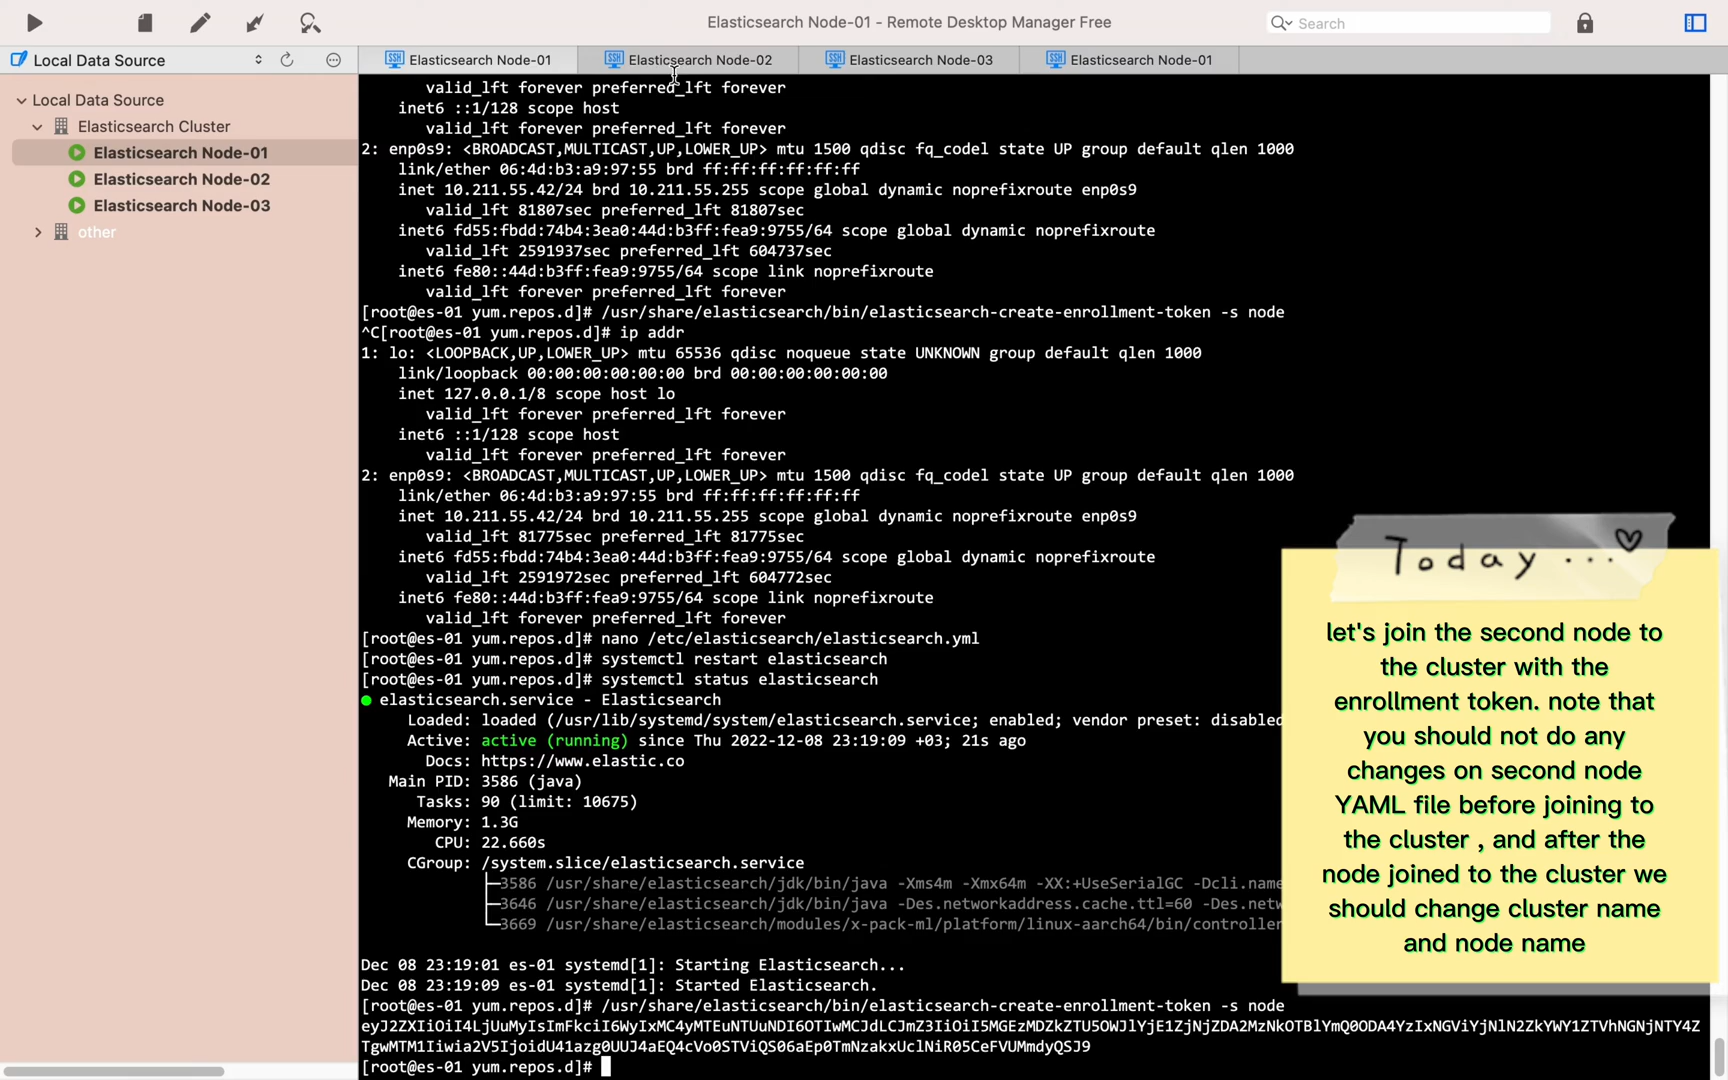 Elasticsearch Node-01 - Remote Desktop Manager Free
Search
Local Data Source
Elasticsearch Node-01
Elasticsearch Node-02
Elasticsearch Node-03
Elasticsearch Node-01
Local Data Source
Elasticsearch Cluster
Elasticsearch Node-01
Elasticsearch Node-02
Elasticsearch Node-03
other
valid_lft forever preferred_lft forever
inet6 ::1/128 scope host
valid_lft forever preferred_lft forever
2: enp0s9: <BROADCAST,MULTICAST,UP,LOWER_UP> mtu 1500 qdisc fq_codel state UP group default qlen 1000
link/ether 06:4d:b3:a9:97:55 brd ff:ff:ff:ff:ff:ff
inet 10.211.55.42/24 brd 10.211.55.255 scope global dynamic noprefixroute enp0s9
valid_lft 81807sec preferred_lft 81807sec
inet6 fd55:fbdd:74b4:3ea0:44d:b3ff:fea9:9755/64 scope global dynamic noprefixroute
valid_lft 2591937sec preferred_lft 604737sec
inet6 fe80::44d:b3ff:fea9:9755/64 scope link noprefixroute
valid_lft forever preferred_lft forever
[root@es-01 yum.repos.d]# /usr/share/elasticsearch/bin/elasticsearch-create-enrollment-token -s node
^C[root@es-01 yum.repos.d]# ip addr
1: lo: <LOOPBACK,UP,LOWER_UP> mtu 65536 qdisc noqueue state UNKNOWN group default qlen 1000
link/loopback 00:00:00:00:00:00 brd 00:00:00:00:00:00
inet 127.0.0.1/8 scope host lo
valid_lft forever preferred_lft forever
inet6 ::1/128 scope host
valid_lft forever preferred_lft forever
2: enp0s9: <BROADCAST,MULTICAST,UP,LOWER_UP> mtu 1500 qdisc fq_codel state UP group default qlen 1000
link/ether 06:4d:b3:a9:97:55 brd ff:ff:ff:ff:ff:ff
inet 10.211.55.42/24 brd 10.211.55.255 scope global dynamic noprefixroute enp0s9
valid_lft 81775sec preferred_lft 81775sec
inet6 fd55:fbdd:74b4:3ea0:44d:b3ff:fea9:9755/64 scope global dynamic noprefixroute
valid_lft 2591972sec preferred_lft 604772sec
inet6 fe80::44d:b3ff:fea9:9755/64 scope link noprefixroute
valid_lft forever preferred_lft forever
[root@es-01 yum.repos.d]# nano /etc/elasticsearch/elasticsearch.yml
[root@es-01 yum.repos.d]# systemctl restart elasticsearch
[root@es-01 yum.repos.d]# systemctl status elasticsearch
● elasticsearch.service - Elasticsearch
Loaded: loaded (/usr/lib/systemd/system/elasticsearch.service; enabled; vendor preset: disabled
Active: active (running) since Thu 2022-12-08 23:19:09 +03; 21s ago
Docs: https://www.elastic.co
Main PID: 3586 (java)
Tasks: 90 (limit: 10675)
Memory: 1.3G
CPU: 22.660s
CGroup: /system.slice/elasticsearch.service
├─3586 /usr/share/elasticsearch/jdk/bin/java -Xms4m -Xmx64m -XX:+UseSerialGC -Dcli.name
├─3646 /usr/share/elasticsearch/jdk/bin/java -Des.networkaddress.cache.ttl=60 -Des.netw
└─3669 /usr/share/elasticsearch/modules/x-pack-ml/platform/linux-aarch64/bin/controller
Dec 08 23:19:01 es-01 systemd[1]: Starting Elasticsearch...
Dec 08 23:19:09 es-01 systemd[1]: Started Elasticsearch.
[root@es-01 yum.repos.d]# /usr/share/elasticsearch/bin/elasticsearch-create-enrollment-token -s node
[root@es-01 yum.repos.d]#
Today ...
let's join the second node to
the cluster with the
enrollment token. note that
you should not do any
changes on second node
YAML file before joining to
the cluster , and after the
node joined to the cluster we
should change cluster name
and node name